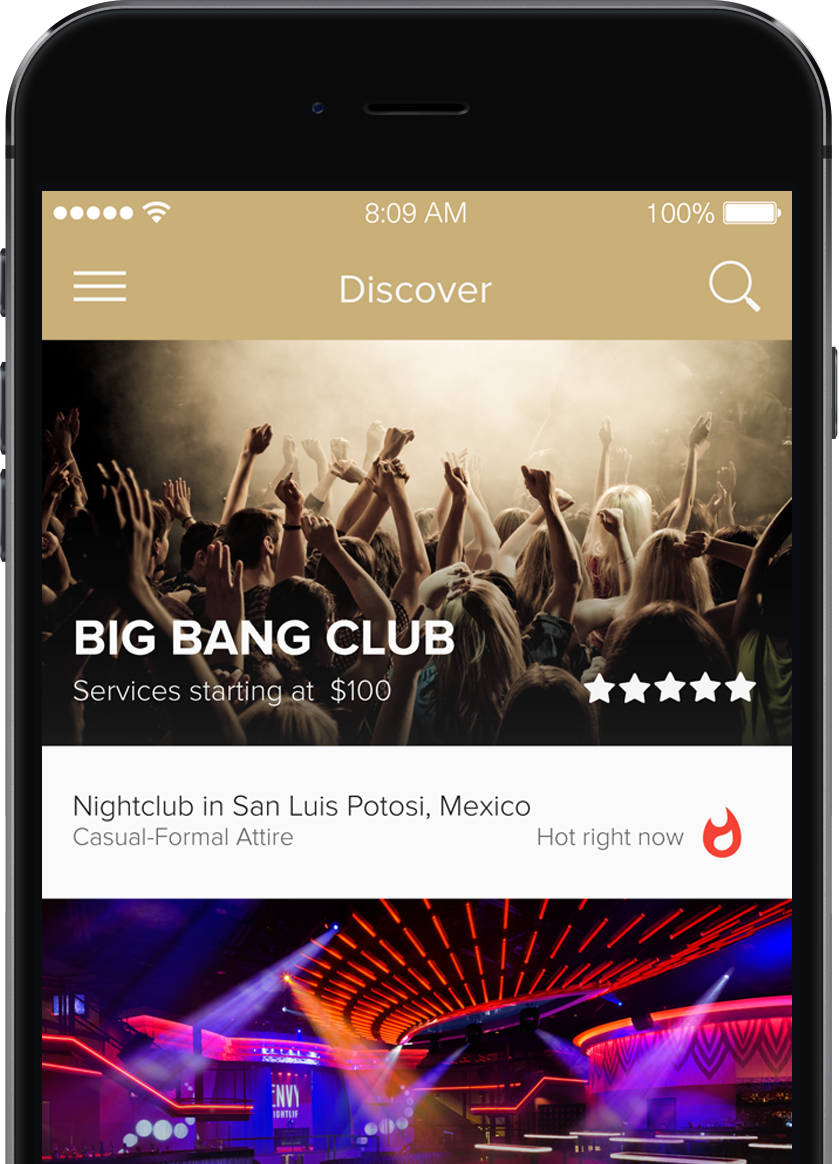 8:09 AM
100%
Discover
BIG BANG CLUB
Services starting at $100
Nightclub in San Luis Potosi, Mexico
Casual-Formal Attire
Hot right now
ENVY